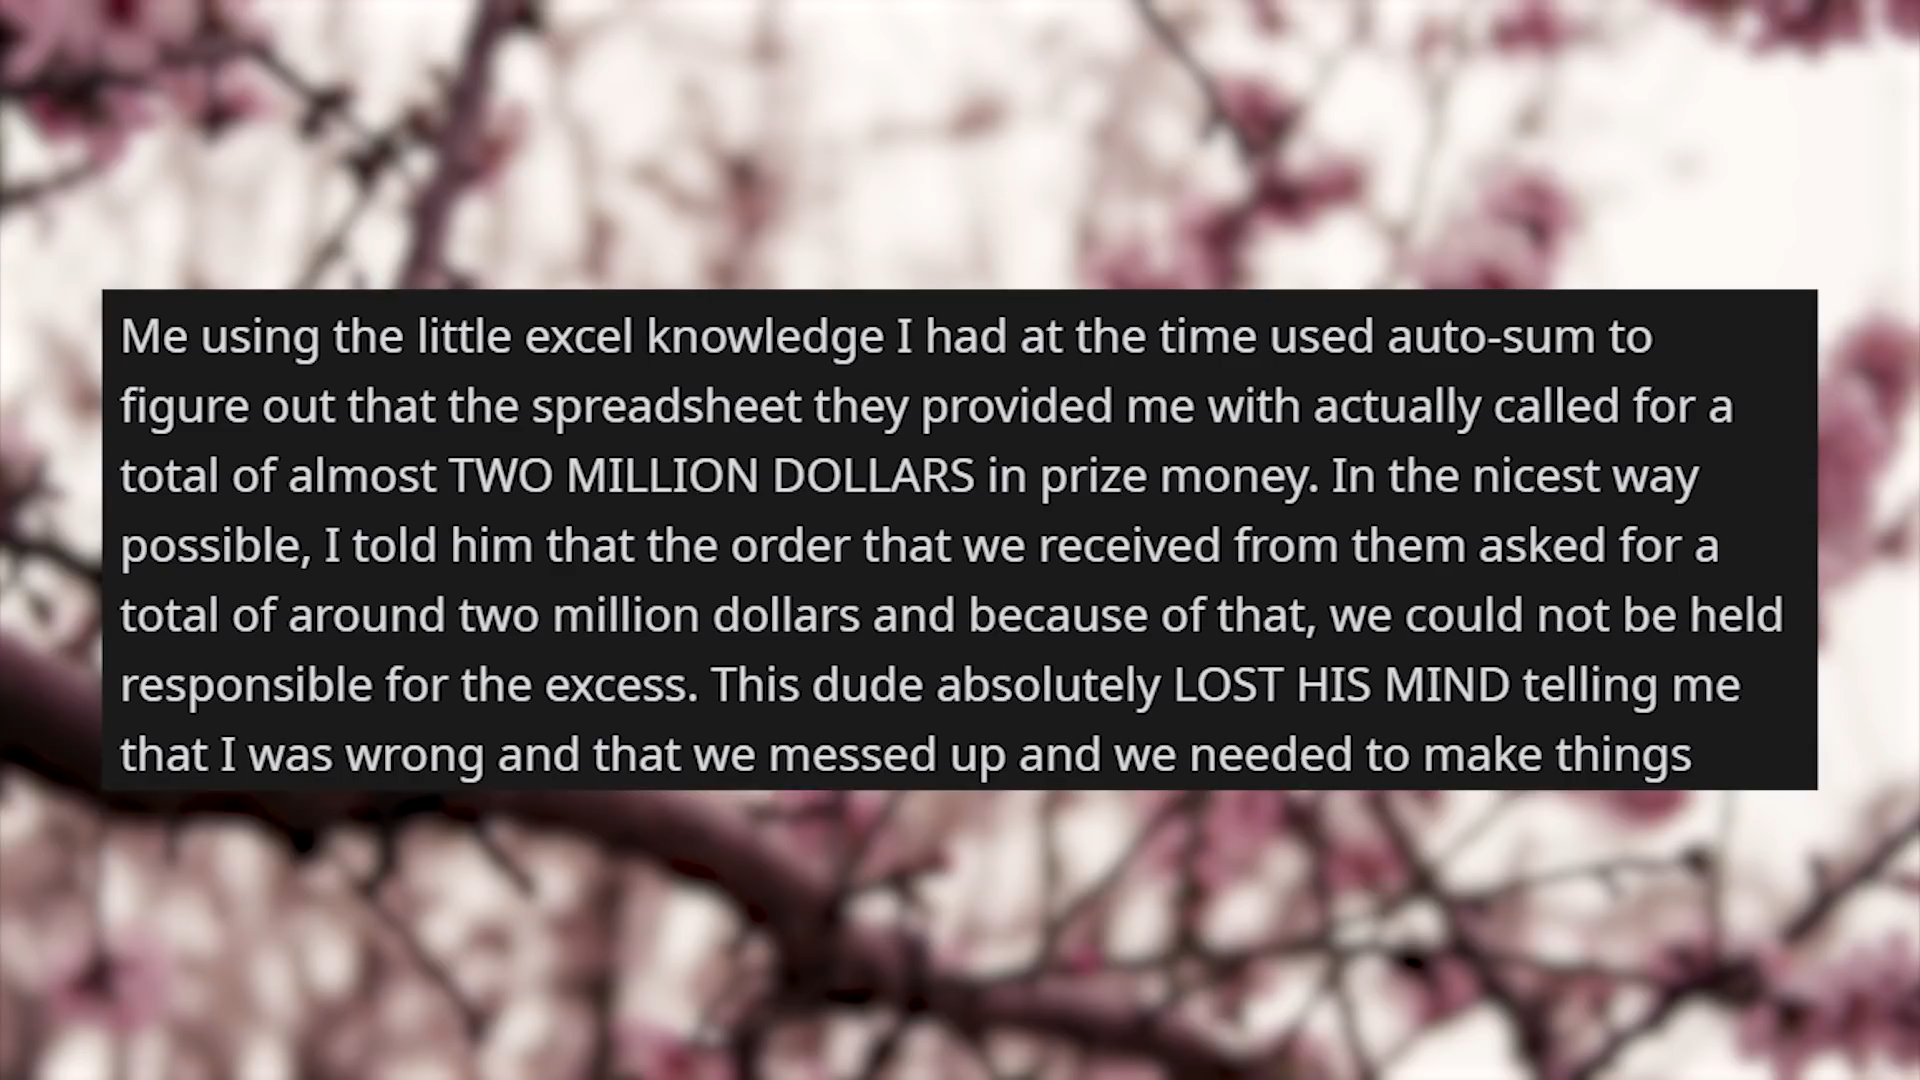 Me using the little excel knowledge I had at the time used auto-sum to
figure out that the spreadsheet they provided me with actually called for a
total of almost TWO MILLION DOLLARS in prize money. In the nicest way
possible, I told him that the order that we received from them asked for a
total of around two million dollars and because of that, we could not be held
responsible for the excess. This dude absolutely LOST HIS MIND telling me
that I was wrong and that we messed up and we needed to make things